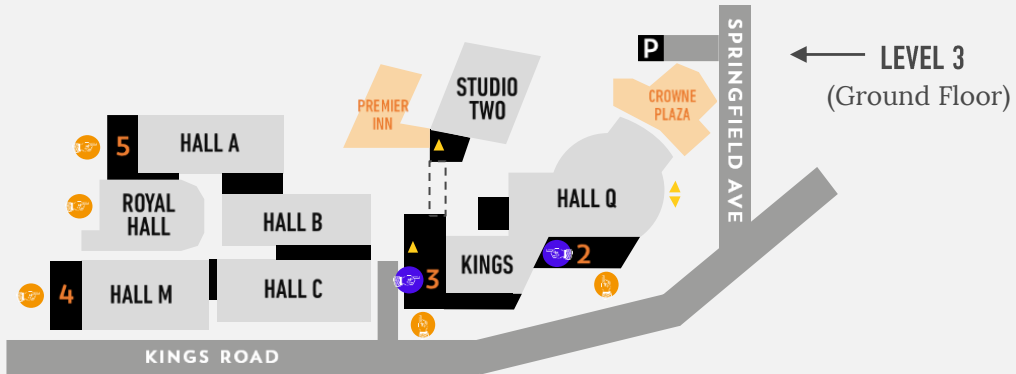 P
SPRINGFIELD AVE
LEVEL 3
(Ground Floor)
STUDIO
TWO
PREMIER
INN
CROWNE
PLAZA
5
HALL A
ROYAL
HALL
HALL B
HALL Q
2
3
KINGS
4
HALL M
HALL C
KINGS ROAD